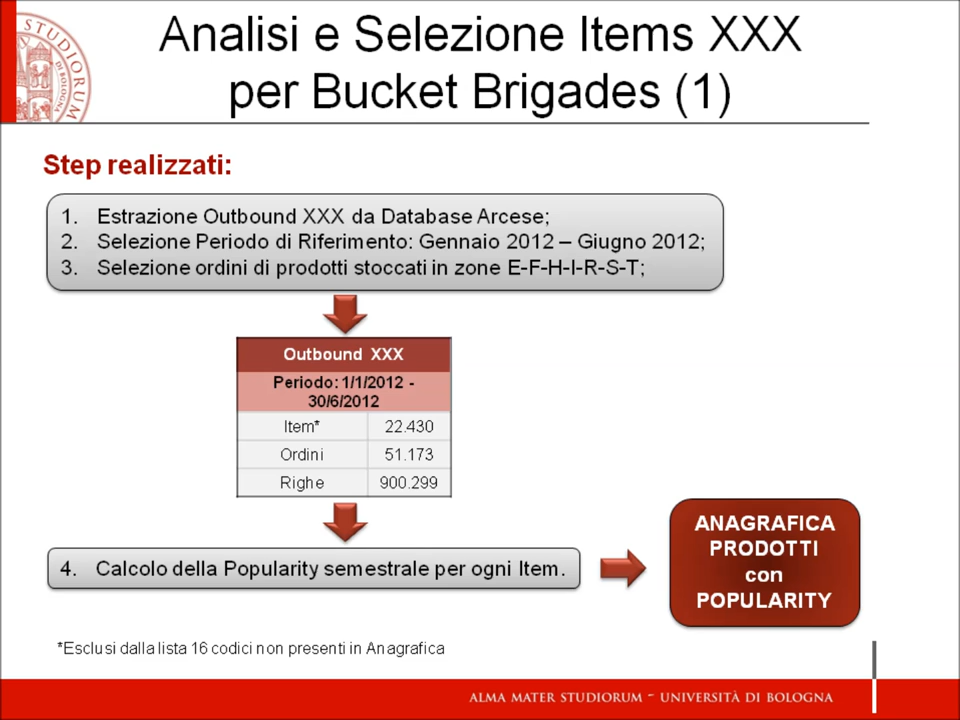 Analisi e Selezione Items XXX
per Bucket Brigades (1)
STUDIORUM
DI BOLOGNA
Step realizzati:
1. Estrazione Outbound XXX da Database Arcese;
2. Selezione Periodo di Riferimento: Gennaio 2012 – Giugno 2012;
3. Selezione ordini di prodotti stoccati in zone E-F-H-I-R-S-T;
Outbound XXX
Periodo: 1/1/2012 -
30/6/2012
Item* 22.430
Ordini 51.173
Righe 900.299
4. Calcolo della Popularity semestrale per ogni Item.
ANAGRAFICA
PRODOTTI
con
POPULARITY
*Esclusi dalla lista 16 codici non presenti in Anagrafica
ALMA MATER STUDIORUM ~ UNIVERSITÀ DI BOLOGNA